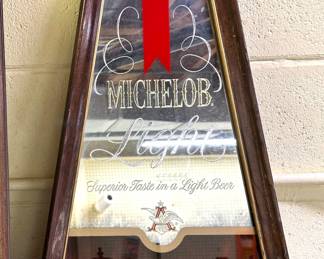 MICHELOB.
Light
Superior Taste in a Light Beer